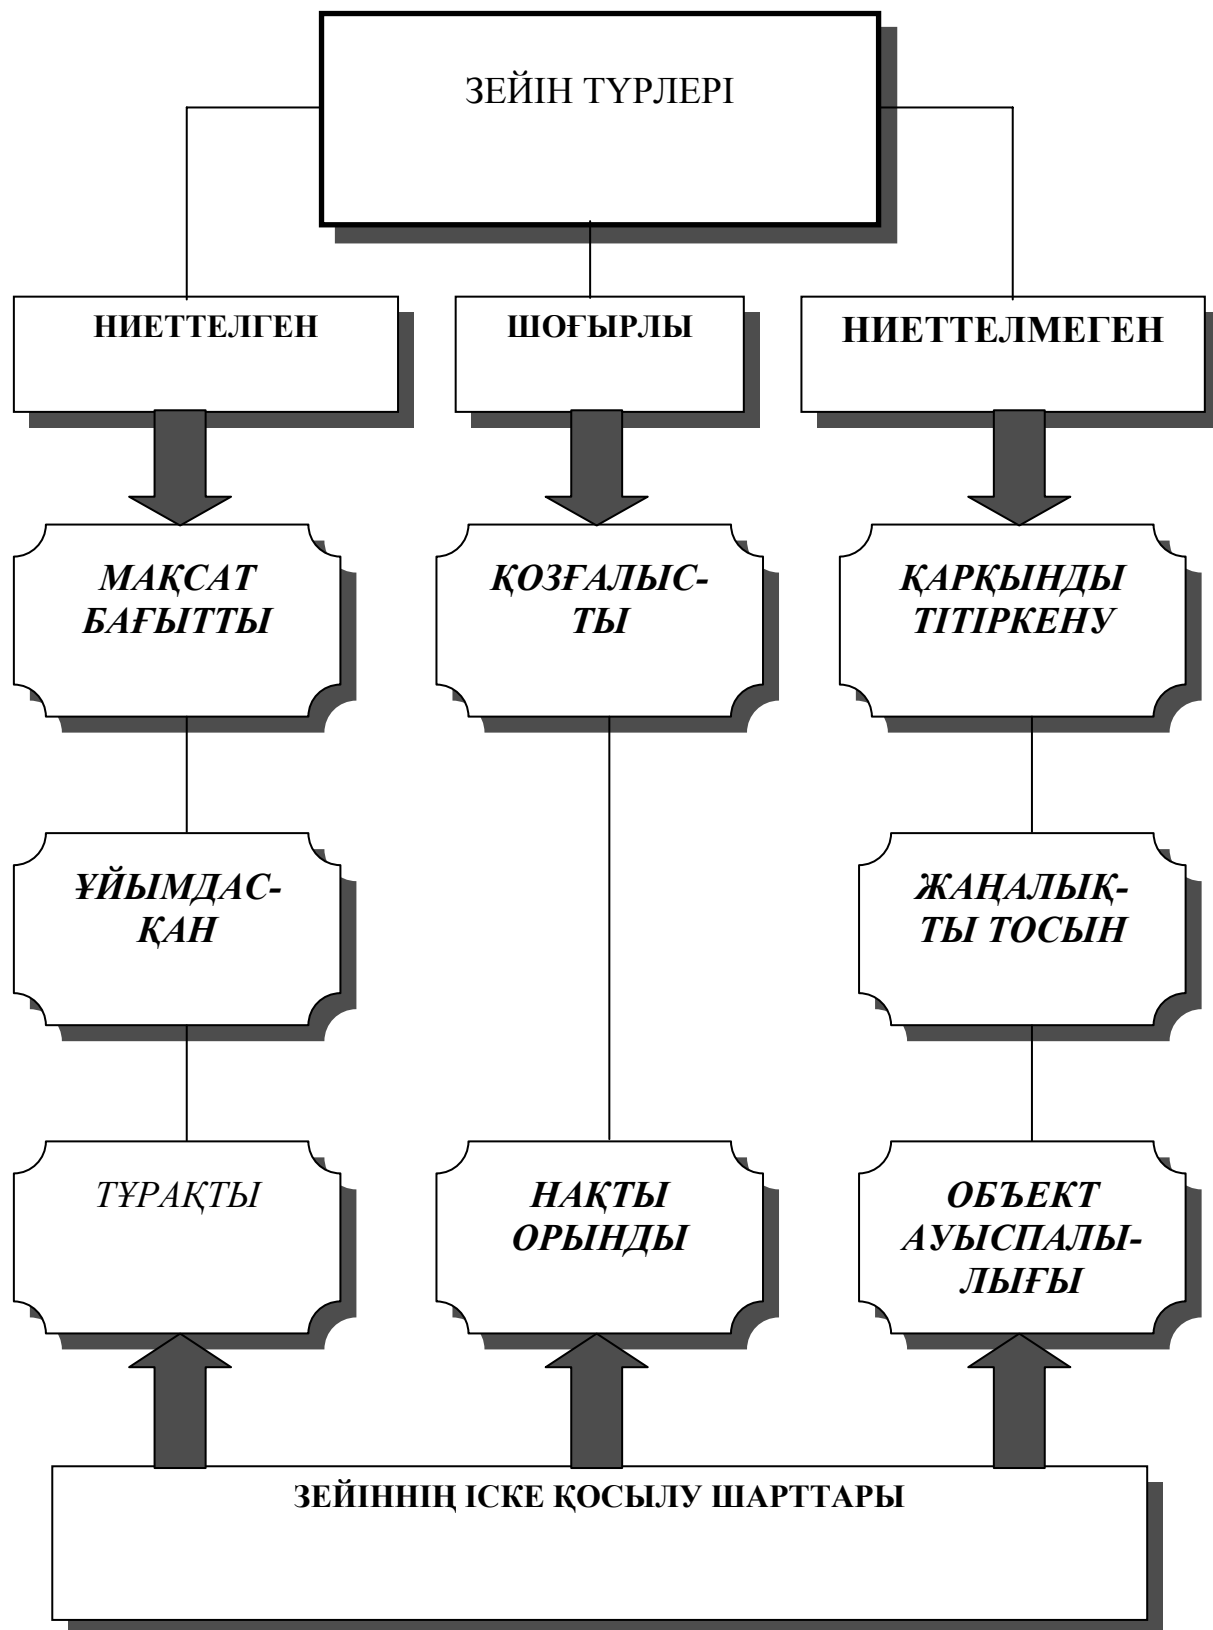 ЗЕЙІН ТҮРЛЕРІ
НИЕТТЕЛГЕН
ШОҒЫРЛЫ
НИЕТТЕЛМЕГЕН
МАҚСАТ
БАҒЫТТЫ
ҚОЗҒАЛЫС-
ТЫ
ҚАРҚЫНДЫ
ТІТІРКЕНУ
ҰЙЫМДАС-
ҚАН
ЖАҢАЛЫҚ-
ТЫ ТОСЫН
ТҰРАҚТЫ
НАҚТЫ
ОРЫНДЫ
ОБЪЕКТ
АУЫСПАЛЫ-
ЛЫҒЫ
ЗЕЙІННІҢ ІСКЕ ҚОСЫЛУ ШАРТТАРЫ